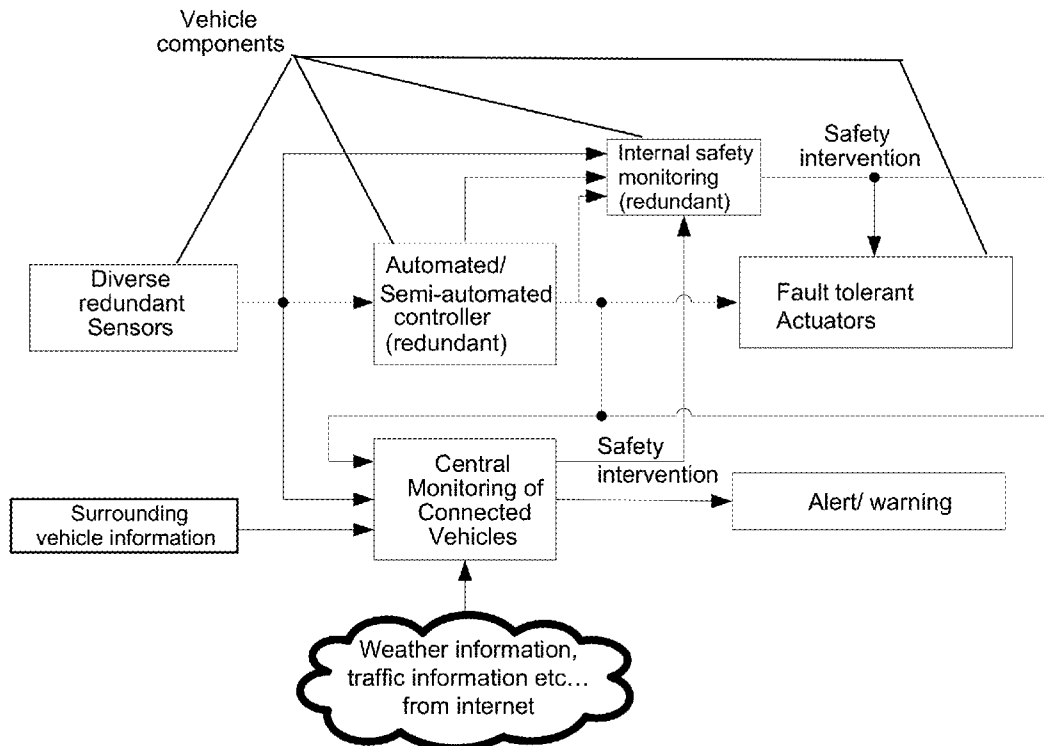 Vehicle
components
Safety
intervention
Internal safety
monitoring
(redundant)
Diverse
redundant
Sensors
Automated/
Semi-automated
controller
(redundant)
Fault tolerant
Actuators
Central
Monitoring of
Connected
Vehicles
Safety
intervention
Alert/ warning
Surrounding
vehicle information
Weather information,
traffic information etc...
from internet